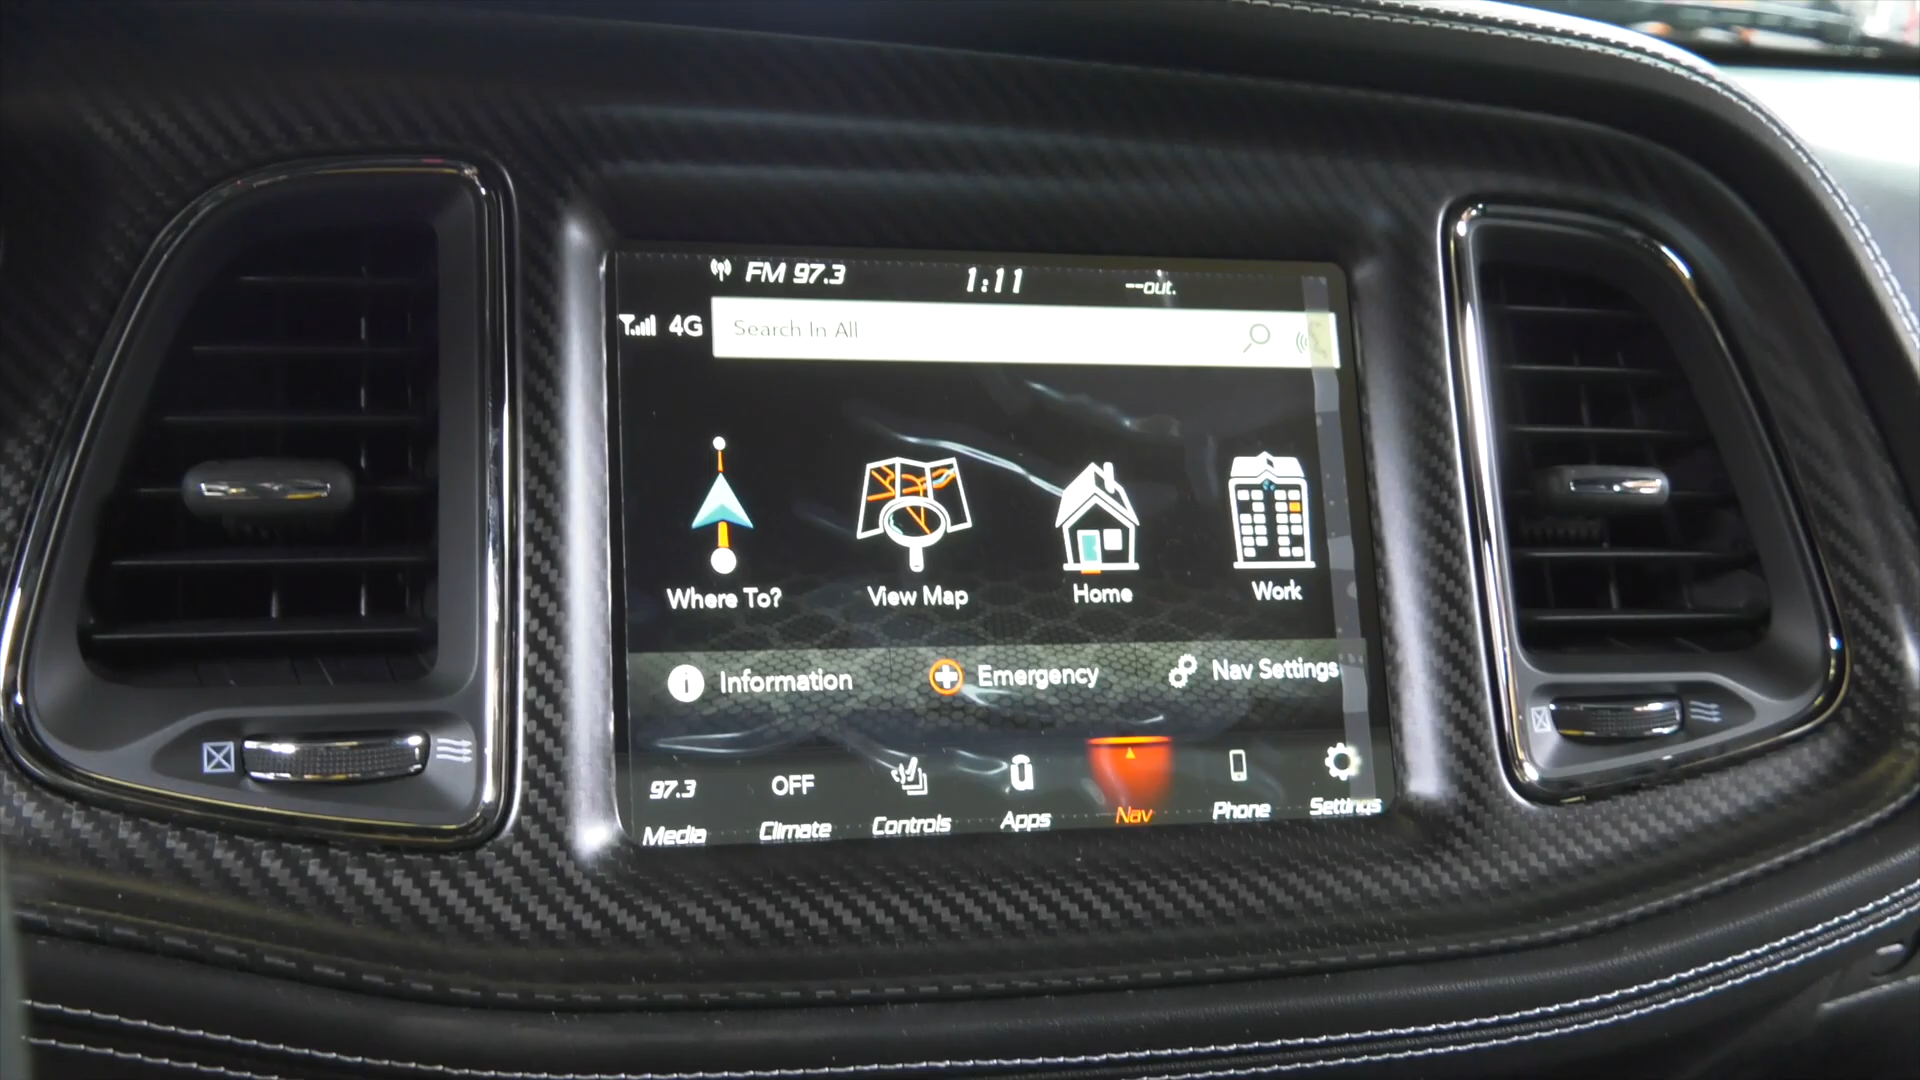 FM 97.3 1:11 --out.
4G Search In All
Where To? View Map Home Work
Information Emergency Nav Settings
97.3 OFF
Media Climate Controls Apps Nav Phone Settings